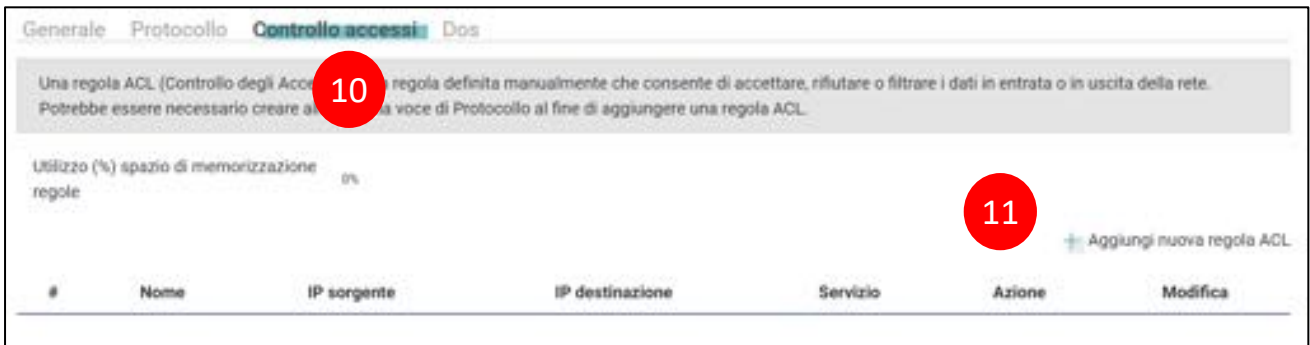 Generale Protocollo Controllo accessi Dos
Una regola ACL (Controllo degli Acce 10 regola definita manualmente che consente di accettare, rifiutare o filtrare i dati in entrata o in uscita della rete.
Potrebbe essere necessario creare al voce di Protocollo al fine di aggiungere una regola ACL.
Utilizzo (%) spazio di memorizzazione
regole
0%
11
+ Aggiungi nuova regola ACL
# Nome IP sorgente IP destinazione Servizio Azione Modifica